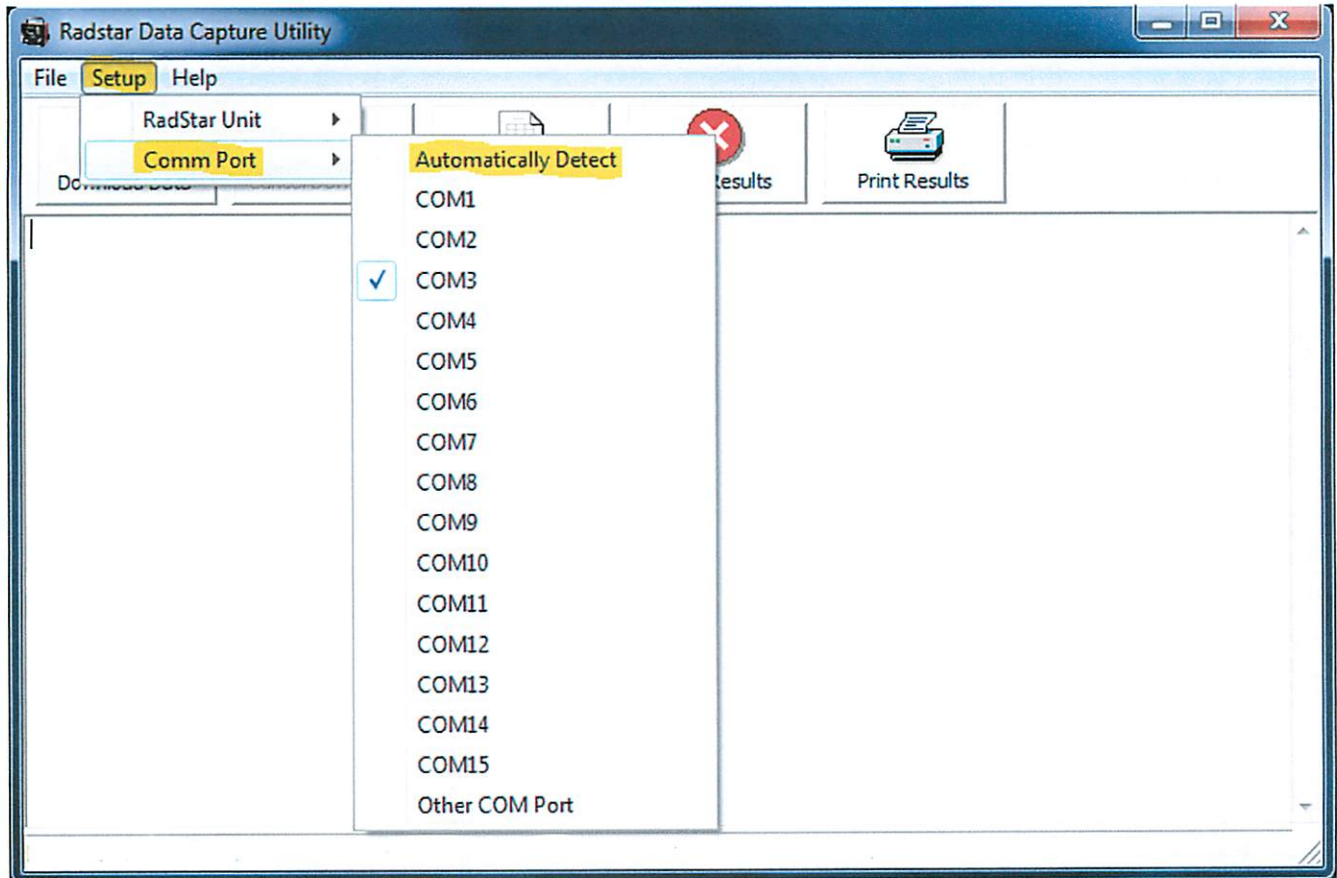 Radstar Data Capture Utility
File Setup Help
RadStar Unit
Comm Port
Automatically Detect
COM1
COM2
COM3
COM4
COM5
COM6
COM7
COM8
COM9
COM10
COM11
COM12
COM13
COM14
COM15
Other COM Port
Results
Print Results